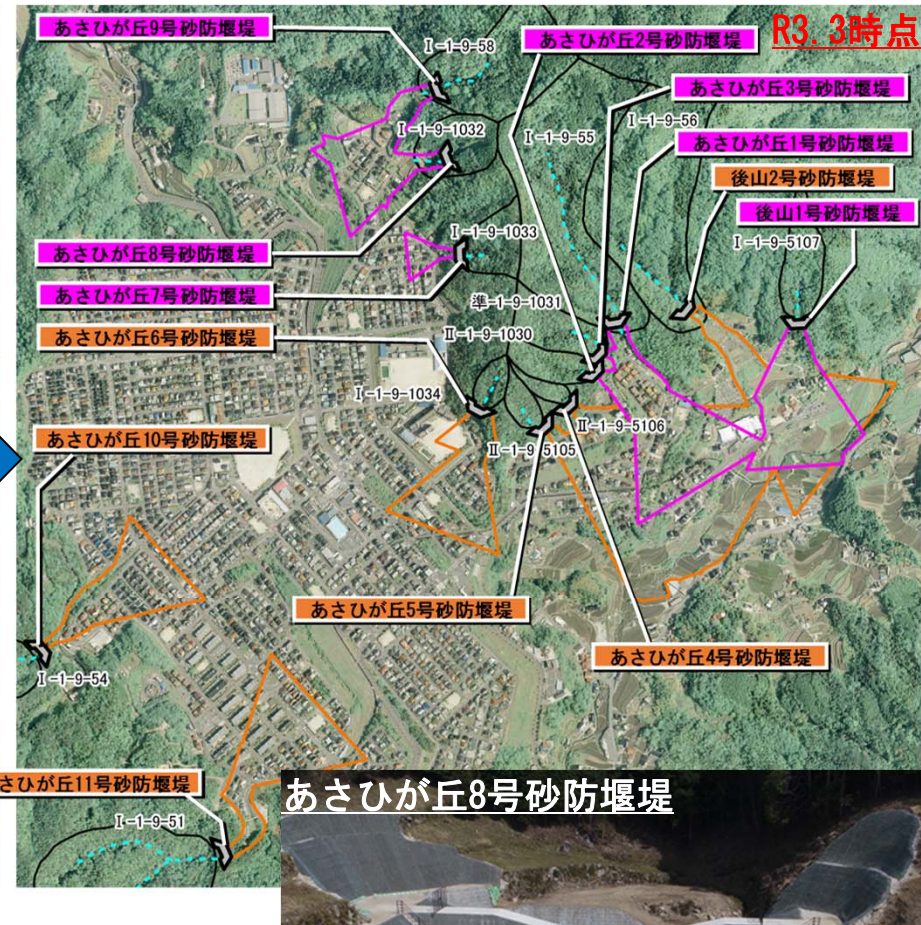 あさひが丘9号砂防堰堤
R3.3時点
あさひが丘2号砂防堰堤
Ⅰ-1-9-58
あさひが丘3号砂防堰堤
Ⅰ-1-9-1032
Ⅰ-1-9-55
Ⅰ-1-9-56
あさひが丘1号砂防堰堤
後山2号砂防堰堤
後山1号砂防堰堤
Ⅰ-1-9-1033
Ⅰ-1-9-5107
あさひが丘8号砂防堰堤
あさひが丘7号砂防堰堤
準-1-9-1031
あさひが丘6号砂防堰堤
Ⅱ-1-9-1030
Ⅰ-1-9-1034
Ⅱ-1-9-5106
あさひが丘10号砂防堰堤
Ⅱ-1-9-5105
あさひが丘5号砂防堰堤
あさひが丘4号砂防堰堤
Ⅰ-1-9-54
さひが丘11号砂防堰堤
あさひが丘8号砂防堰堤
Ⅰ-1-9-51